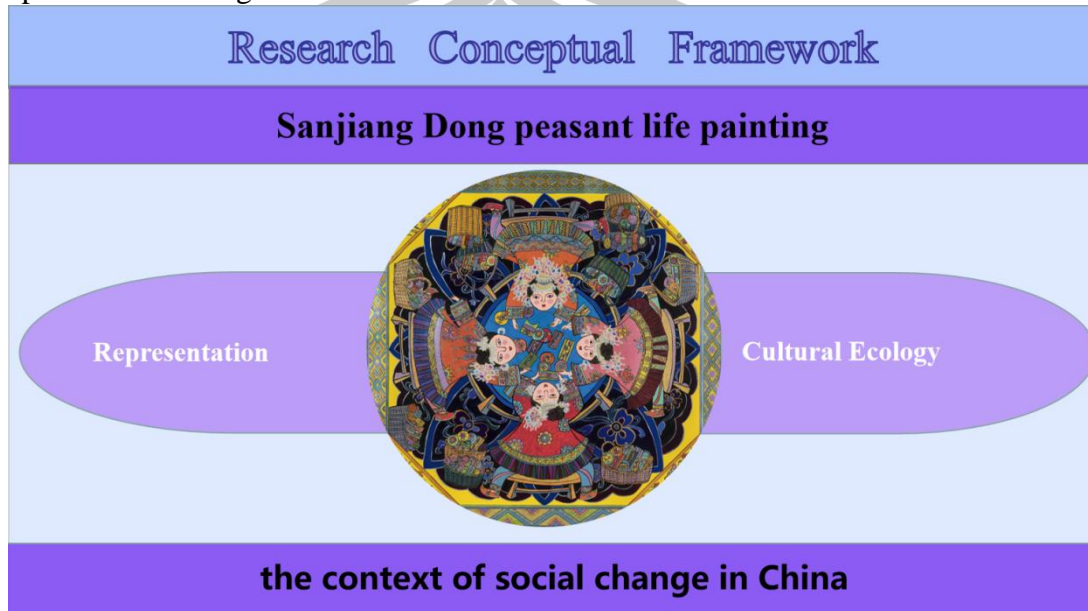 Research Conceptual Framework
Sanjiang Dong peasant life painting
Representation
Cultural Ecology
the context of social change in China